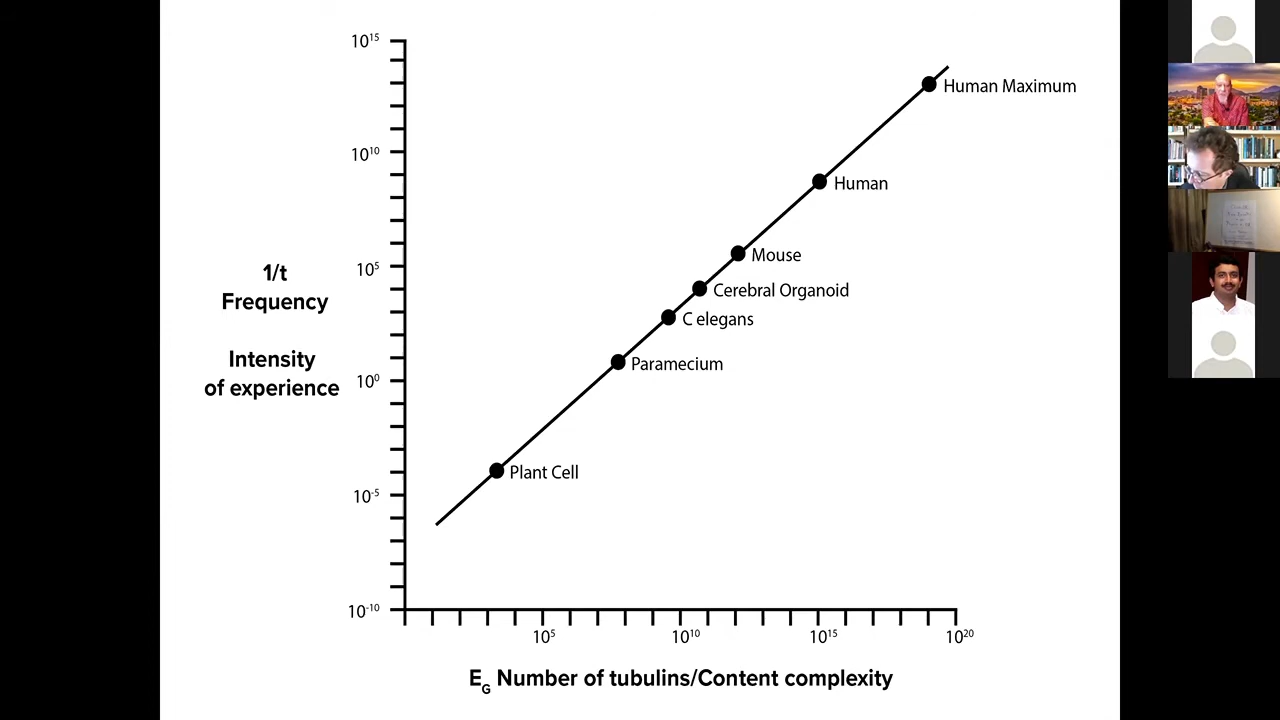 10¹⁵
Human Maximum
10¹⁰
Human
10⁵
Mouse
1/t
Frequency
Cerebral Organoid
C elegans
Intensity
of experience
Paramecium
10⁰
Plant Cell
10⁻⁵
10⁻¹⁰
10⁵ 10¹⁰ 10¹⁵ 10²⁰
E_G Number of tubulins/Content complexity